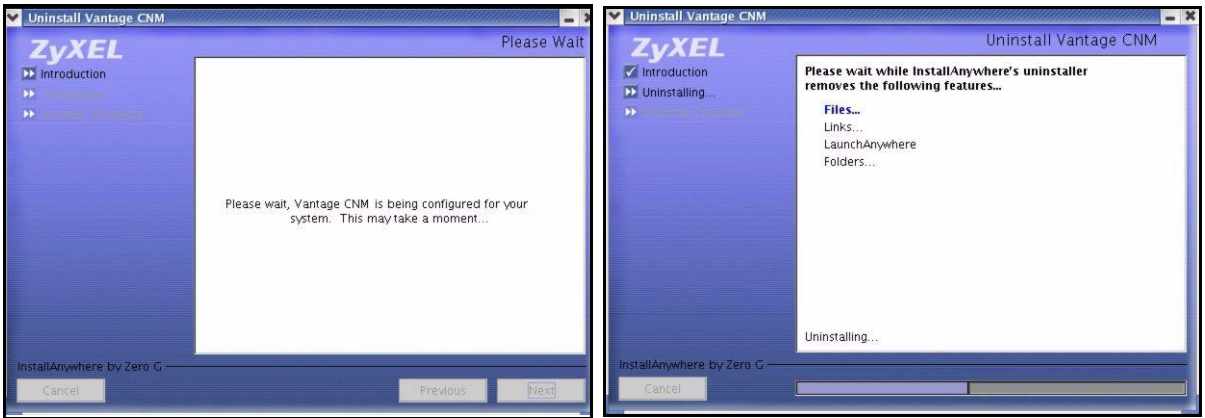 Uninstall Vantage CNM
ZyXEL
Please Wait
Introduction
Please wait, Vantage CNM is being configured for your
system. This may take a moment...
InstallAnywhere by Zero G
Cancel
Previous
Next
Uninstall Vantage CNM
ZyXEL
Uninstall Vantage CNM
Introduction
Uninstalling...
Please wait while InstallAnywhere's uninstaller
removes the following features...
Files...
Links...
LaunchAnywhere
Folders...
Uninstalling...
InstallAnywhere by Zero G
Cancel